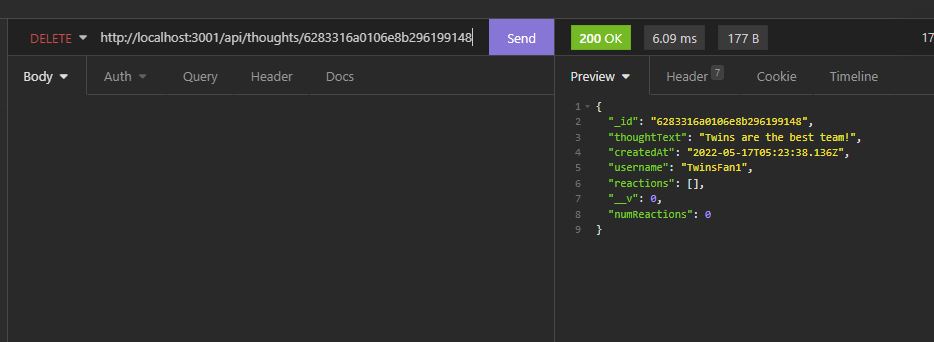 DELETE http://localhost:3001/api/thoughts/6283316a0106e8b296199148 Send 200 OK 6.09 ms 177 B 17
Body Auth Query Header Docs Preview Header 7 Cookie Timeline
1 {
2 "_id": "6283316a0106e8b296199148",
3 "thoughtText": "Twins are the best team!",
4 "createdAt": "2022-05-17T05:23:38.136Z",
5 "username": "TwinsFan1",
6 "reactions": [],
7 "__v": 0,
8 "numReactions": 0
9 }